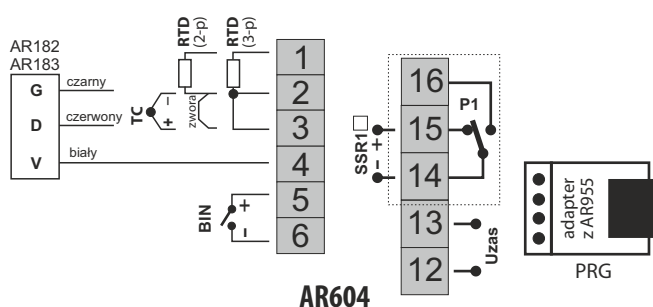 AR182
AR183
G
D
V
czarny
czerwony
biały
TC
–
+
RTD
(2-p)
RTD
(3-p)
zwora
1
2
3
4
5
6
BIN
+
–
16
15
14
13
12
P1
SSR1
+
–
Uzas
adapter
z AR955
PRG
AR604